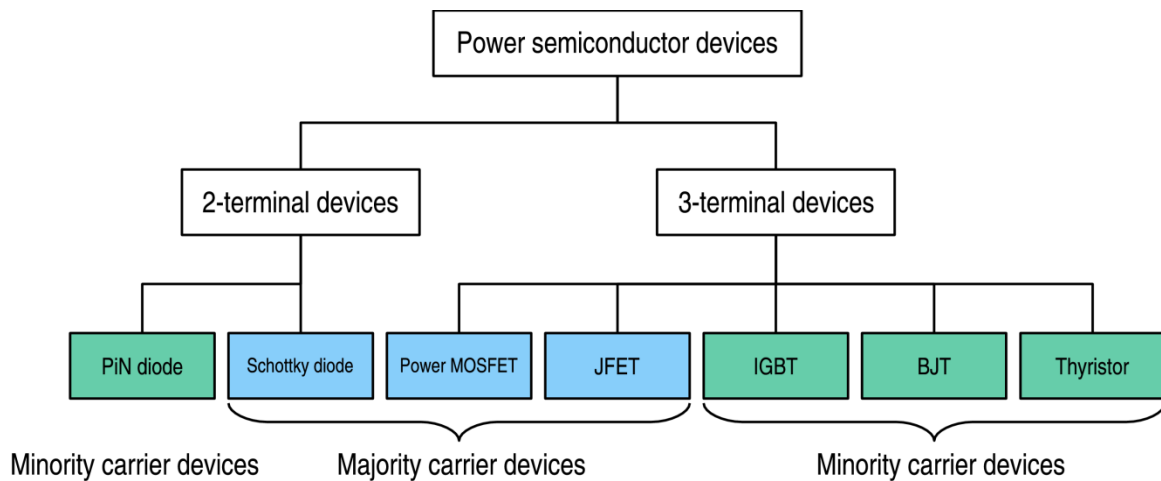 Power semiconductor devices
2-terminal devices
3-terminal devices
PiN diode
Schottky diode
Power MOSFET
JFET
IGBT
BJT
Thyristor
Minority carrier devices
Majority carrier devices
Minority carrier devices